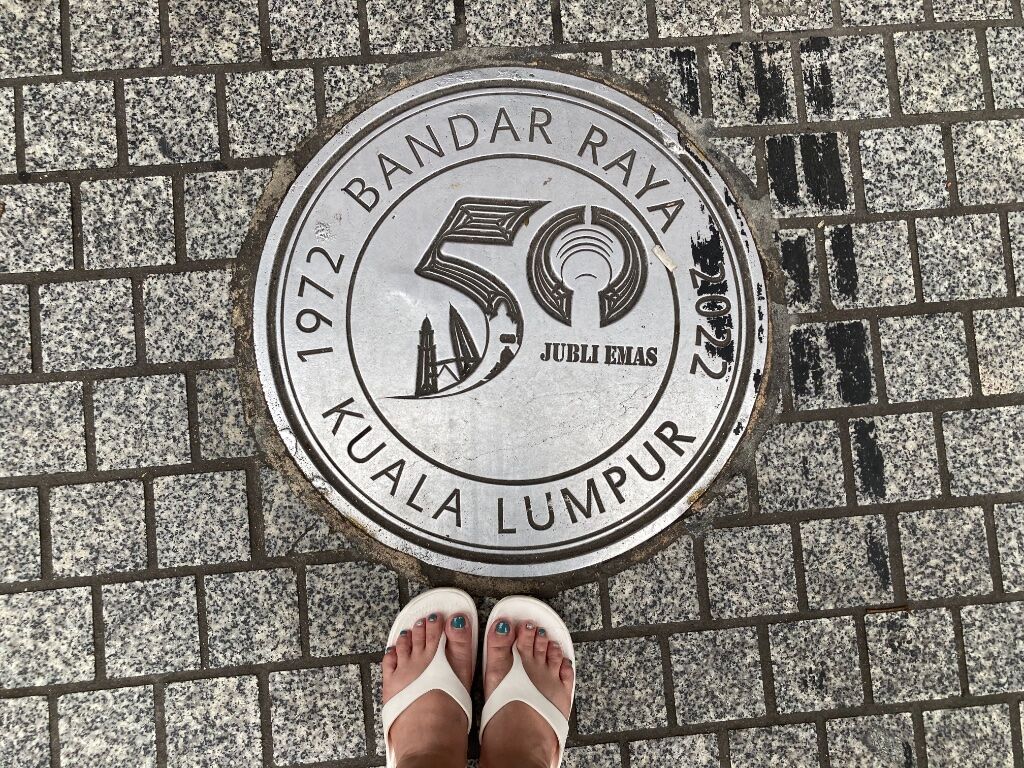 BANDAR RAYA
1972
2022
50
JUBLI EMAS
KUALA LUMPUR